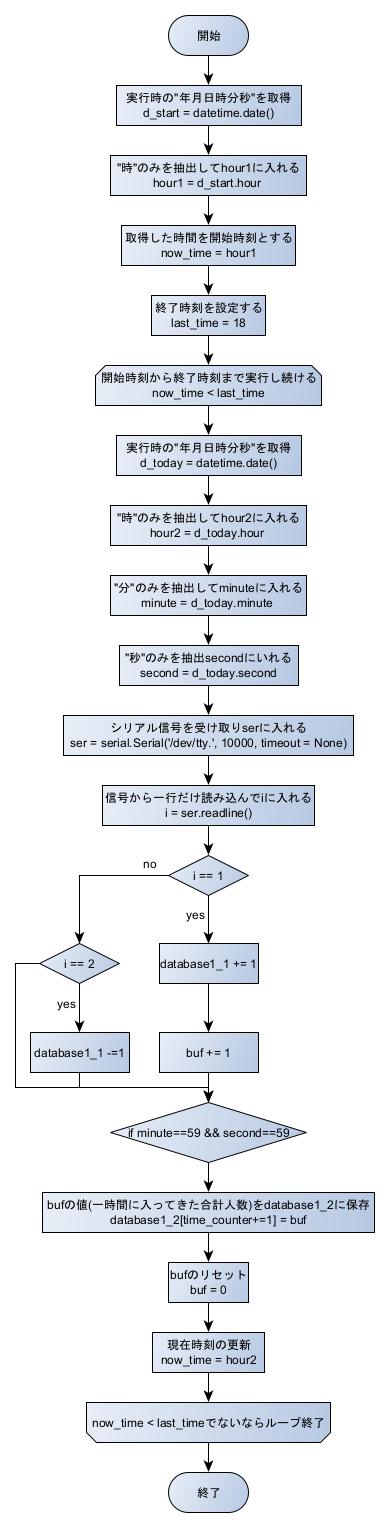 開始
実行時の"年月日時分秒"を取得
d_start = datetime.date()
"時"のみを抽出してhour1に入れる
hour1 = d_start.hour
取得した時間を開始時刻とする
now_time = hour1
終了時刻を設定する
last_time = 18
開始時刻から終了時刻まで実行し続ける
now_time < last_time
実行時の"年月日時分秒"を取得
d_today = datetime.date()
"時"のみを抽出してhour2に入れる
hour2 = d_today.hour
"分"のみを抽出してminuteに入れる
minute = d_today.minute
"秒"のみを抽出secondにいれる
second = d_today.second
シリアル信号を受け取りserに入れる
ser = serial.Serial('/dev/tty.', 10000, timeout = None)
信号から一行だけ読み込んでiに入れる
i = ser.readline()
no
i == 1
yes
i == 2
database1_1 += 1
yes
database1_1 -=1
buf += 1
if minute==59 && second==59
bufの値(一時間に入ってきた合計人数)をdatabase1_2に保存
database1_2[time_counter+=1] = buf
bufのリセット
buf = 0
現在時刻の更新
now_time = hour2
now_time < last_timeでないならループ終了
終了